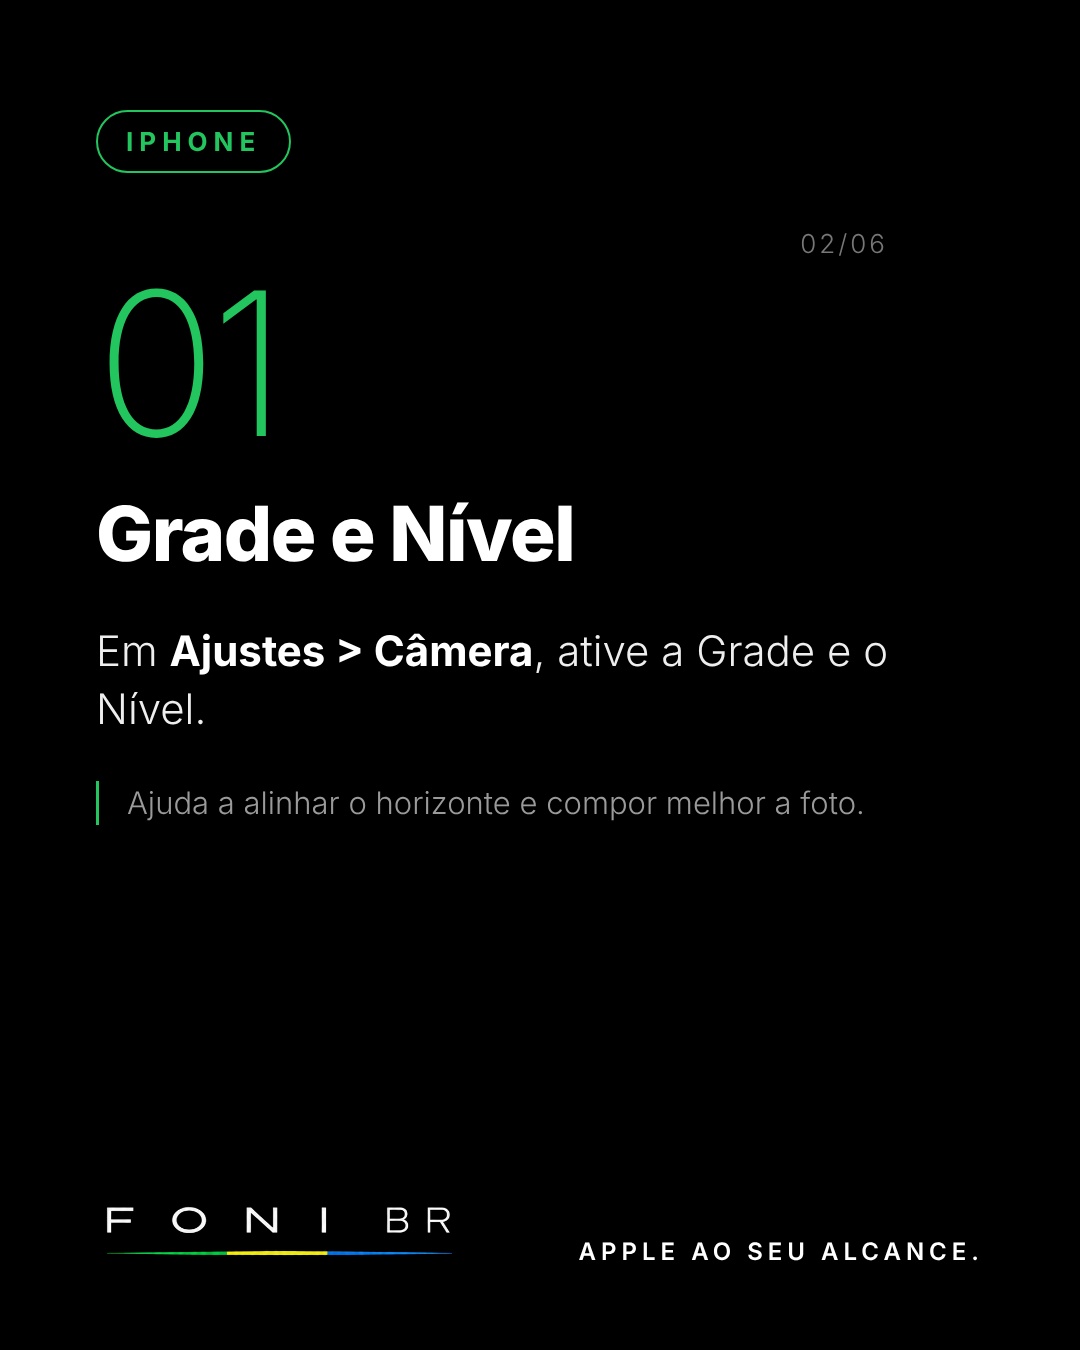 IPHONE
02/06
01
Grade e Nível
Em Ajustes > Câmera, ative a Grade e o
Nível.
Ajuda a alinhar o horizonte e compor melhor a foto.
FONI BR
APPLE AO SEU ALCANCE.